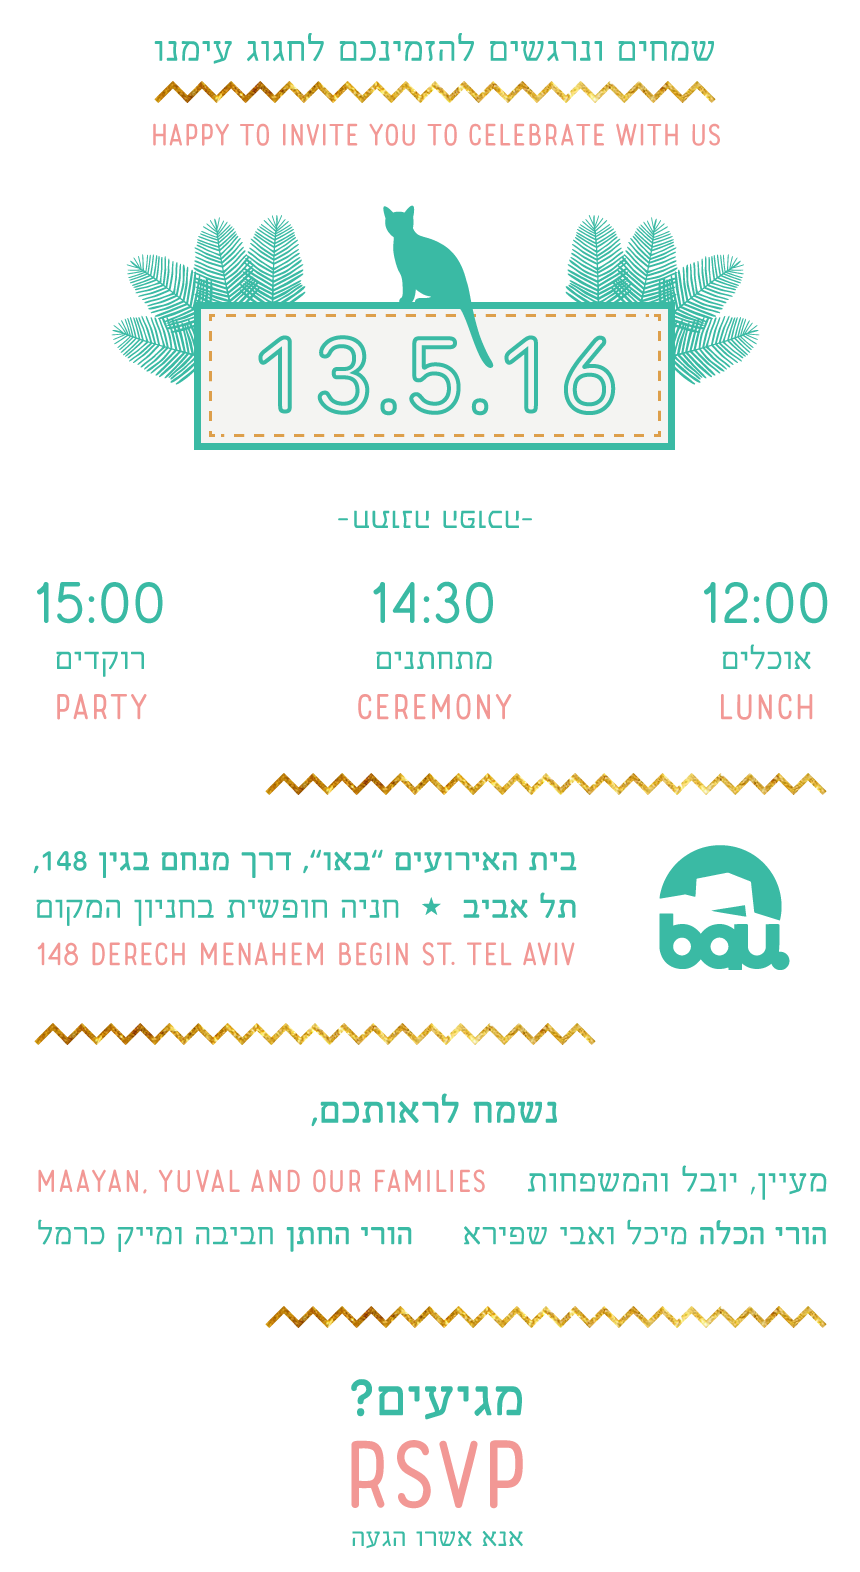 שמחים ונרגשים להזמינכם לחגוג עימנו
HAPPY TO INVITE YOU TO CELEBRATE WITH US
13.5.16
-חתונה הפוכה-
12:00 14:30 15:00
אוכלים מתחתנים רוקדים
LUNCH CEREMONY PARTY
בית האירועים “באו“, דרך מנחם בגין 148,
תל אביב ★ חניה חופשית בחניון המקום
148 DERECH MENAHEM BEGIN ST. TEL AVIV
bau.
נשמח לראותכם,
מעיין, יובל והמשפחות
MAAYAN, YUVAL AND OUR FAMILIES
הורי הכלה מיכל ואבי שפירא
הורי החתן חביבה ומייק כרמל
מגיעים?
RSVP
אנא אשרו הגעה